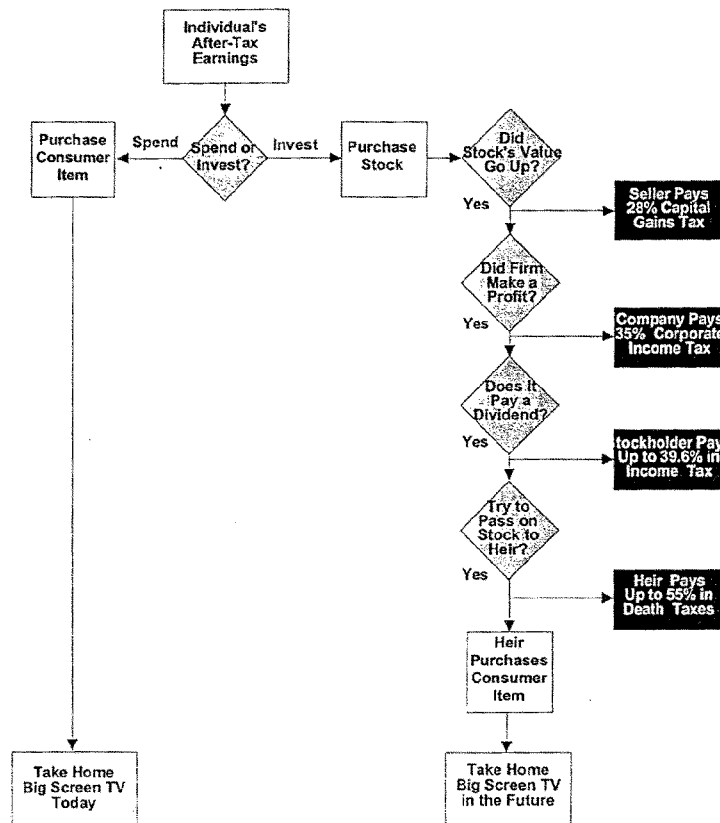 Individual's
After-Tax
Earnings
Purchase
Consumer
Item
Spend
Spend or
Invest?
Invest
Purchase
Stock
Did
Stock's Value
Go Up?
Yes
Seller Pays
28% Capital
Gains Tax
Did Firm
Make a
Profit?
Yes
Company Pays
35% Corporate
Income Tax
Does It
Pay a
Dividend?
Yes
tockholder Pay
Up to 39.6% in
Income Tax
Try to
Pass on
Stock to
Heir?
Yes
Heir Pays
Up to 55% in
Death Taxes
Heir
Purchases
Consumer
Item
Take Home
Big Screen TV
Today
Take Home
Big Screen TV
in the Future